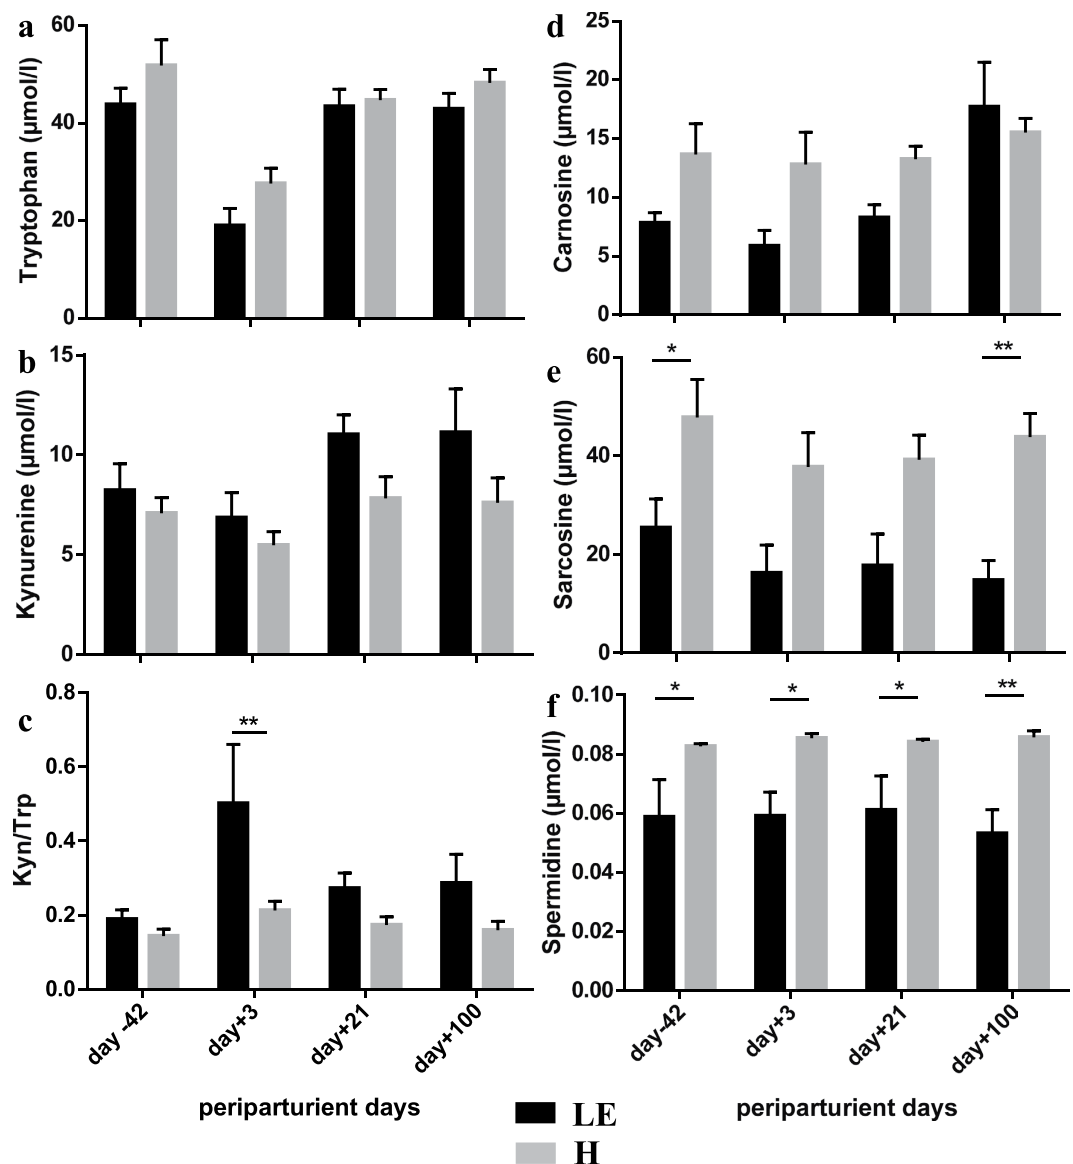 a
Tryptophan (µmol/l)
60
40
20
0
b
Kynurenine (µmol/l)
15
10
5
0
c
Kyn/Trp
0.8
0.6
0.4
0.2
0.0
**
day -42
day+3
day+21
day+100
periparturient days
d
Carnosine (µmol/l)
25
20
15
10
5
0
e
Sarcosine (µmol/l)
60
40
20
0
*
**
f
Spermidine (µmol/l)
0.10
0.08
0.06
0.04
0.02
0.00
*
*
*
**
day-42
day+3
day+21
day+100
periparturient days
LE
H